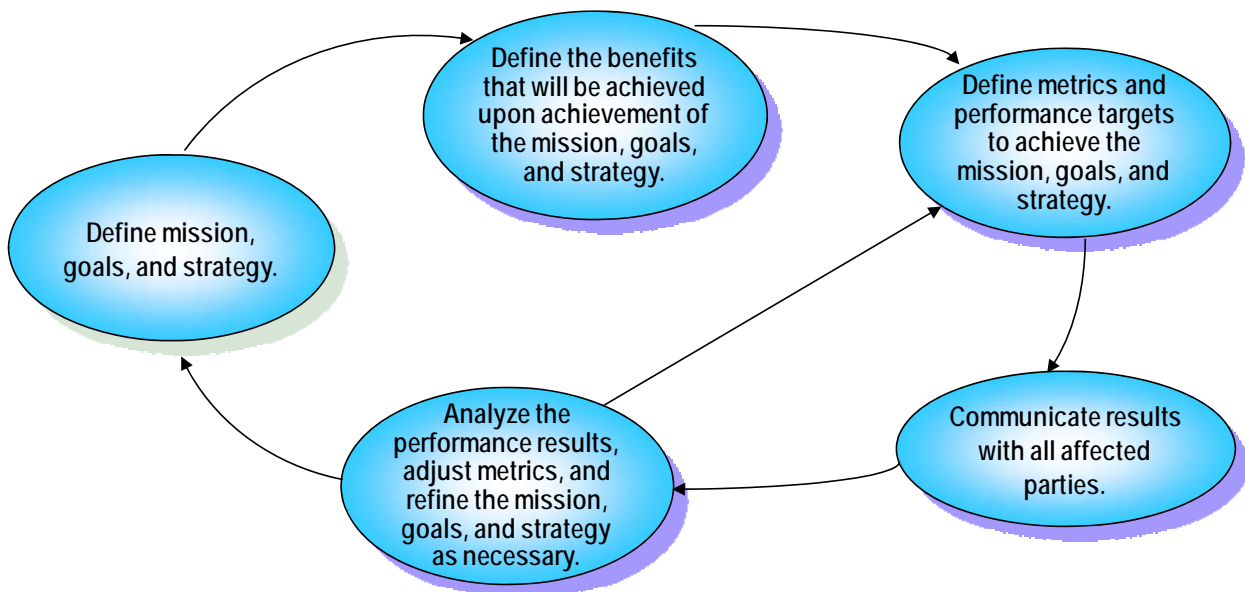 Define mission,
goals, and strategy.
Define the benefits
that will be achieved
upon achievement of
the mission, goals,
and strategy.
Define metrics and
performance targets
to achieve the
mission, goals, and
strategy.
Communicate results
with all affected
parties.
Analyze the
performance results,
adjust metrics, and
refine the mission,
goals, and strategy
as necessary.